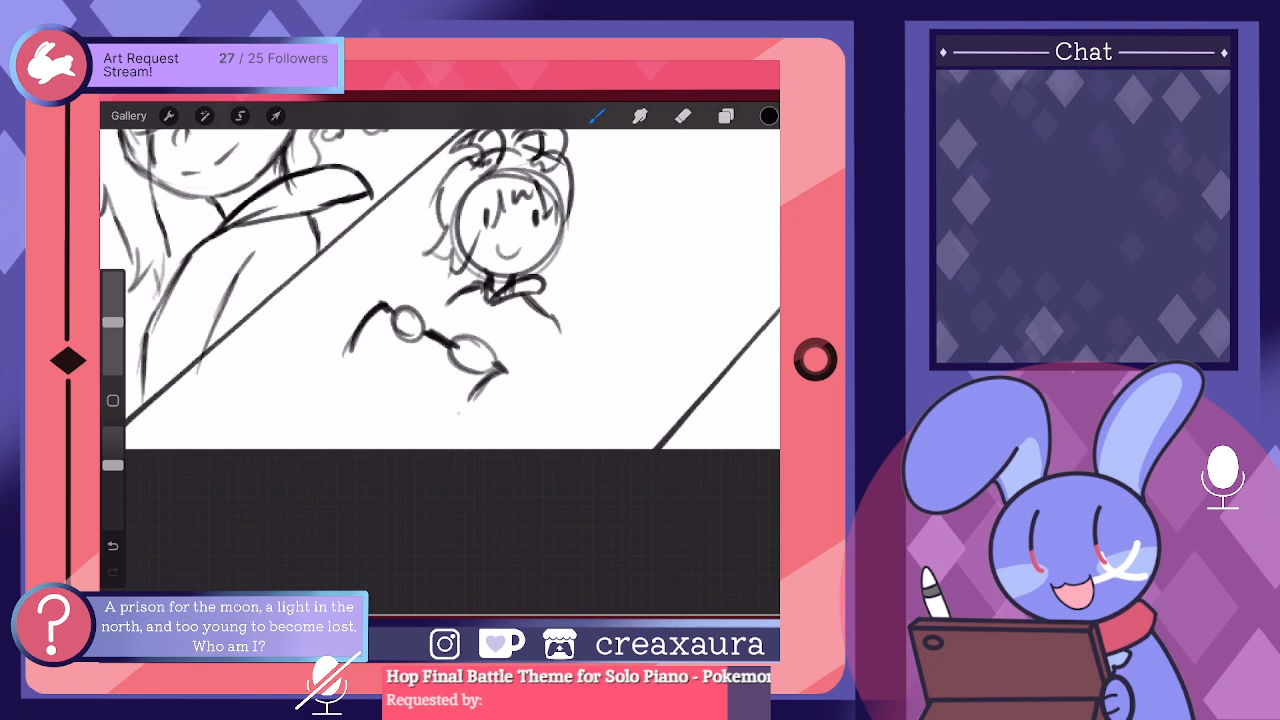 Art Request
Stream!
27 / 25 Followers
Chat
Gallery
A prison for the moon, a light in the
north, and too young to become lost.
Who am I?
creaxaura
Hop Final Battle Theme for Solo Piano - Pokemon
Requested by: